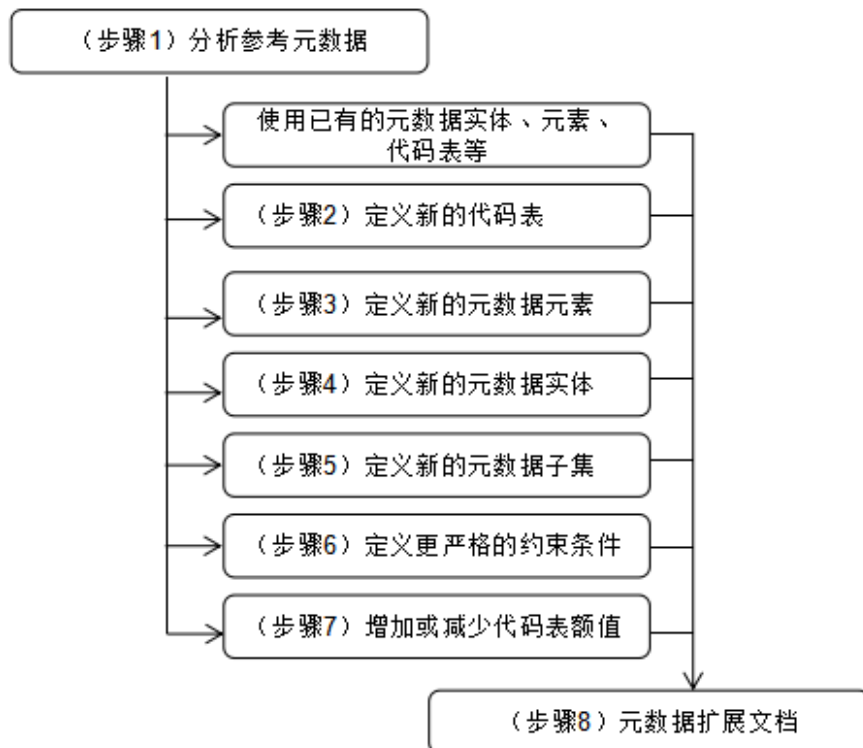 （步骤1）分析参考元数据
使用已有的元数据实体、元素、
代码表等
（步骤2）定义新的代码表
（步骤3）定义新的元数据元素
（步骤4）定义新的元数据实体
（步骤5）定义新的元数据子集
（步骤6）定义更严格的约束条件
（步骤7）增加或减少代码表额值
（步骤8）元数据扩展文档